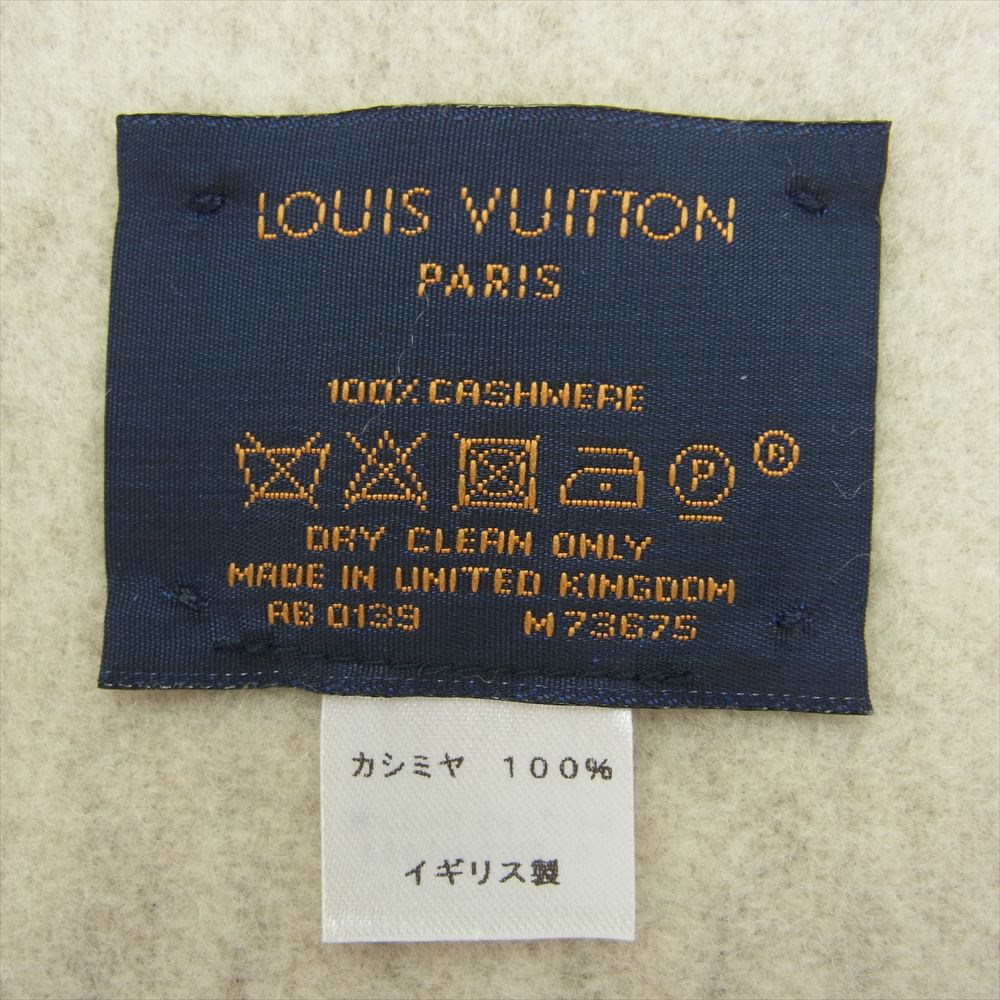 LOUIS VUITTON
PARIS
100% CASHMERE
P ®
DRY CLEAN ONLY
MADE IN UNITED KINGDOM
AB 0139 M73675
カシミヤ 100%
イギリス製